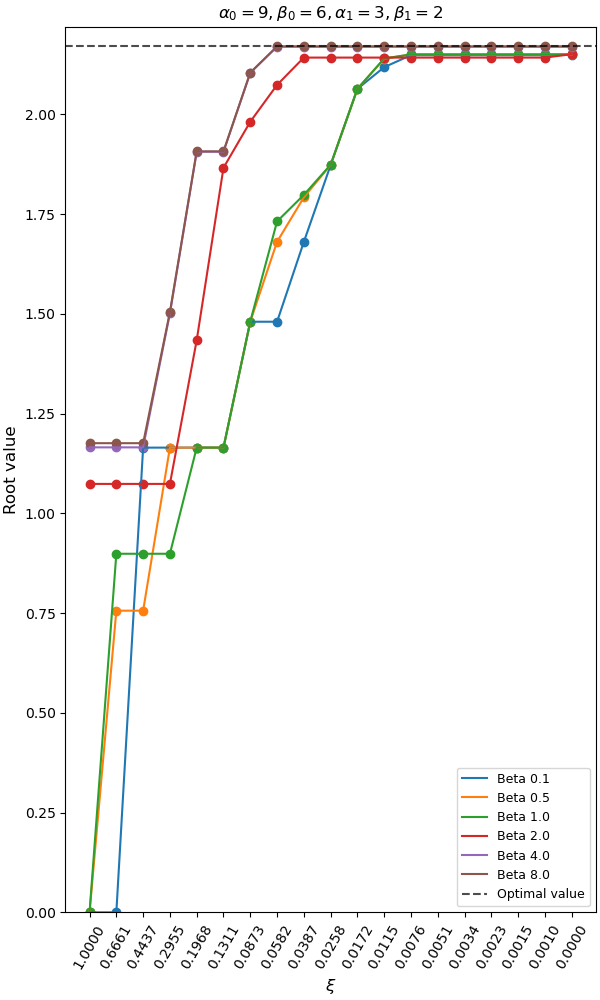 α₀ = 9, β₀ = 6, α₁ = 3, β₁ = 2
Root value
2.00
1.75
1.50
1.25
1.00
0.75
0.50
0.25
0.00
Beta 0.1
Beta 0.5
Beta 1.0
Beta 2.0
Beta 4.0
Beta 8.0
Optimal value
1.0000
0.6661
0.4437
0.2955
0.1968
0.1311
0.0873
0.0582
0.0387
0.0258
0.0172
0.0115
0.0076
0.0051
0.0034
0.0023
0.0015
0.0010
0.0000
ξ